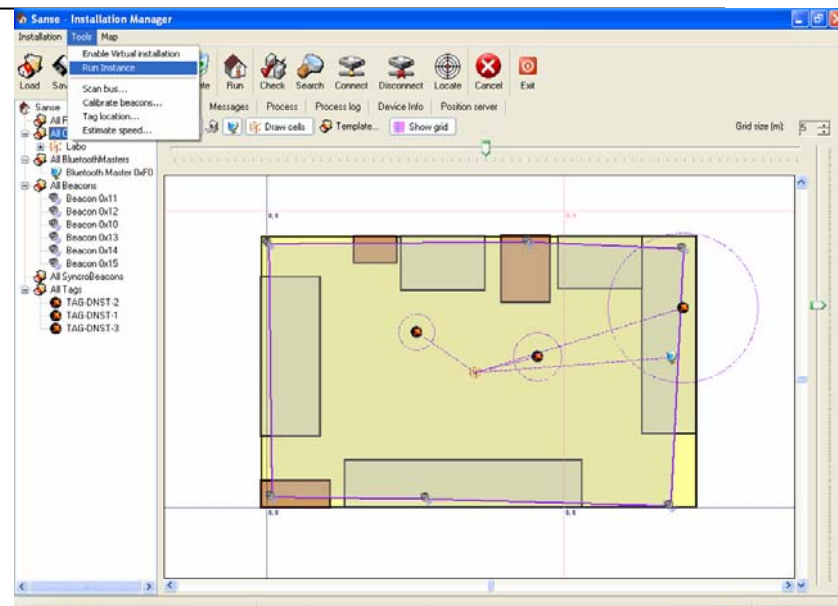 Sanse - Installation Manager
Installation Tools Map
Enable Virtual installation
Run Instance
Scan bus...
Calibrate beacons...
Tag location...
Estimate speed...
Load Run Check Search Connect Disconnect Locate Cancel Exit
Messages Process Process log Device Info Position server
Draw cells Template... Show grid Grid size (m): 5
Sanse
Labo
All BluetoothMasters
Bluetooth Master 0xF0
All Beacons
Beacon 0x11
Beacon 0x12
Beacon 0x10
Beacon 0x13
Beacon 0x14
Beacon 0x15
All SyncroBeacons
All Tags
TAG-DNST-2
TAG-DNST-1
TAG-DNST-3